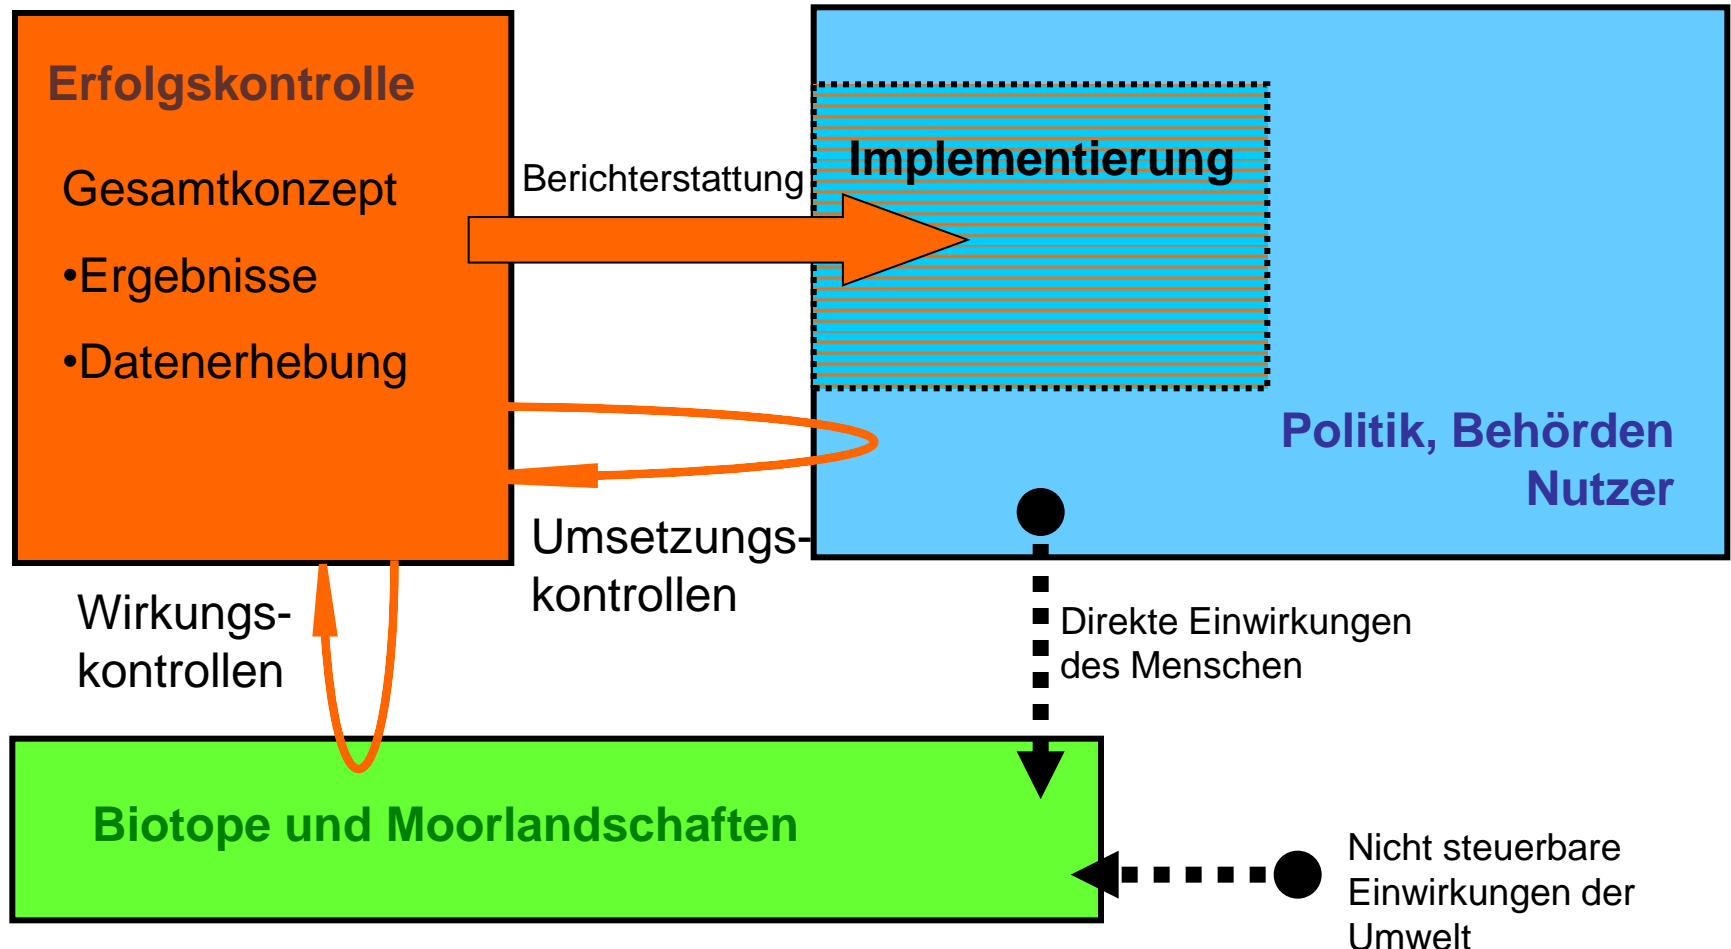 Erfolgskontrolle
Gesamtkonzept
•Ergebnisse
•Datenerhebung
Berichterstattung
Implementierung
Politik, Behörden
Nutzer
Umsetzungs-
kontrollen
Wirkungs-
kontrollen
Direkte Einwirkungen
des Menschen
Biotope und Moorlandschaften
Nicht steuerbare
Einwirkungen der
Umwelt